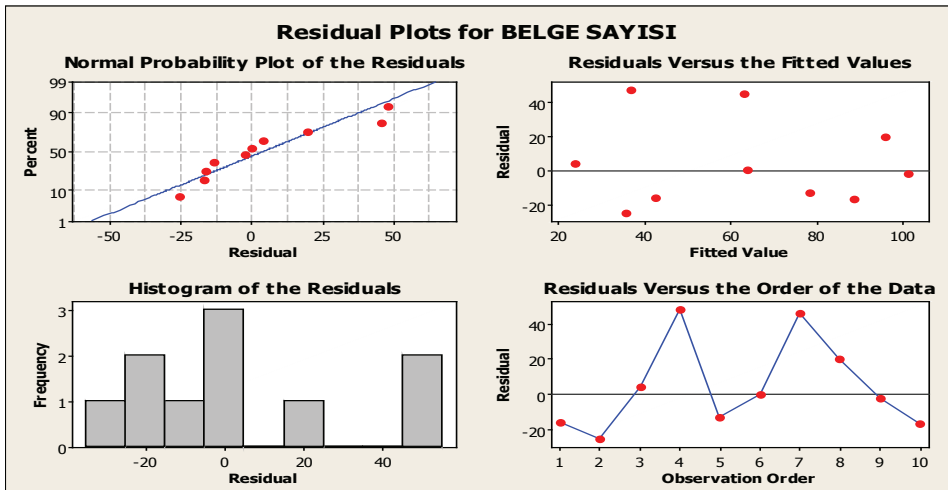 Residual Plots for BELGE SAYISI
Normal Probability Plot of the Residuals
Percent
99
90
50
10
1
-50 -25 0 25 50
Residual
Residuals Versus the Fitted Values
Residual
40
20
0
-20
20 40 60 80 100
Fitted Value
Histogram of the Residuals
Frequency
3
2
1
0
-20 0 20 40
Residual
Residuals Versus the Order of the Data
Residual
40
20
0
-20
1 2 3 4 5 6 7 8 9 10
Observation Order